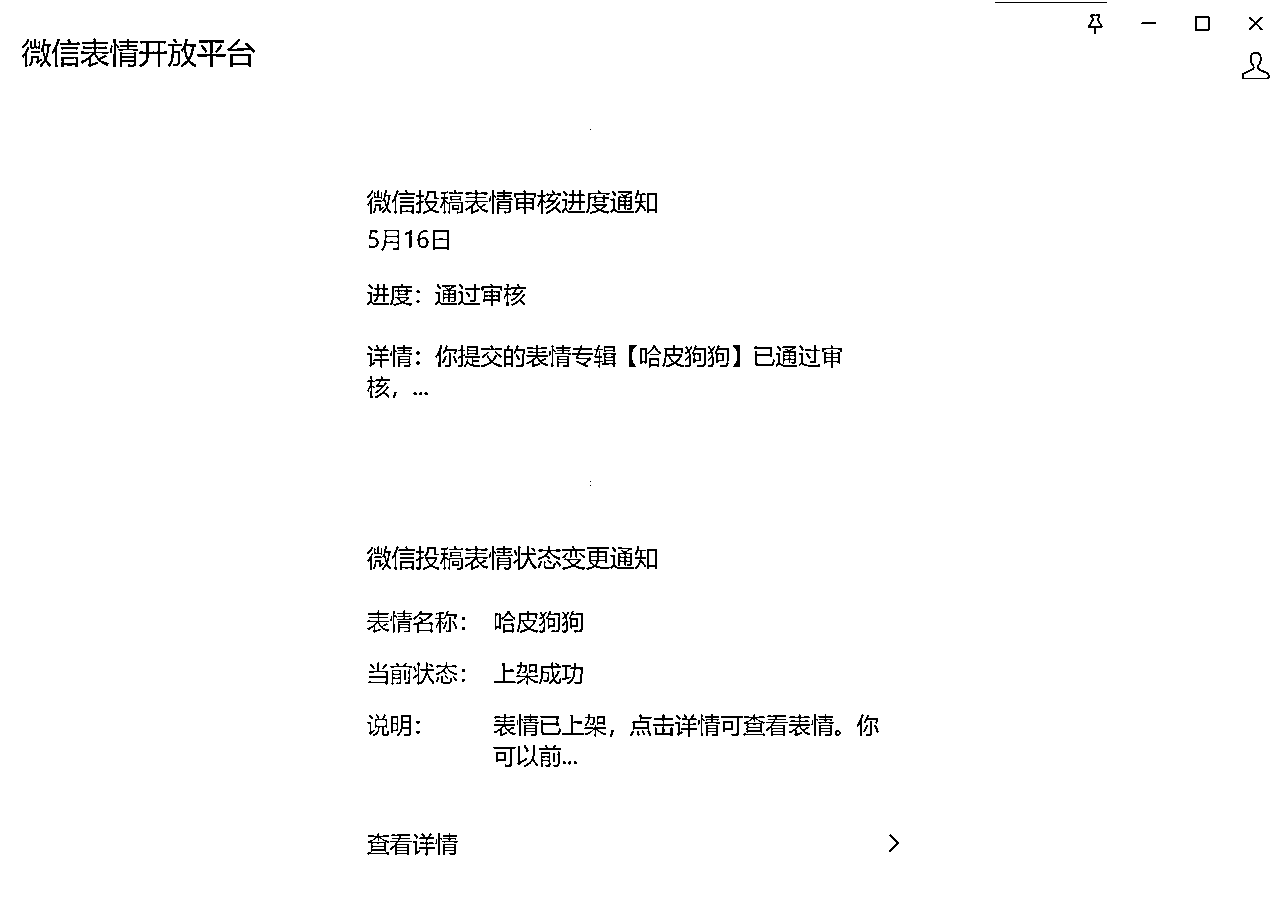 微信表情开放平台
微信投稿表情审核进度通知
5月16日
进度：通过审核
详情：你提交的表情专辑【哈皮狗狗】已通过审
核，...
微信投稿表情状态变更通知
表情名称： 哈皮狗狗
当前状态： 上架成功
说明： 表情已上架，点击详情可查看表情。你
可以前...
查看详情